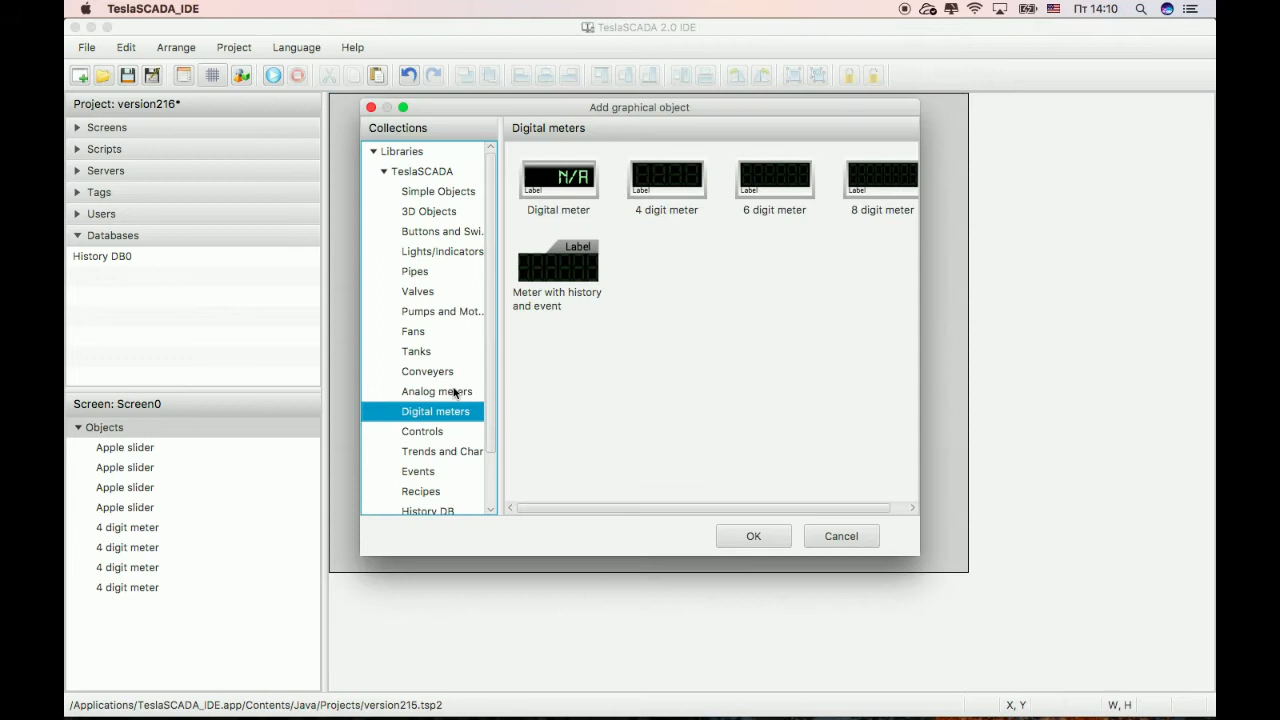 TeslaSCADA_IDE
Пт 14:10
TeslaSCADA 2.0 IDE
File Edit Arrange Project Language Help
Project: version216*
Screens
Scripts
Servers
Tags
Users
Databases
History DB0
Screen: Screen0
Objects
Apple slider
Apple slider
Apple slider
Apple slider
4 digit meter
4 digit meter
4 digit meter
4 digit meter
Add graphical object
Collections
Libraries
TeslaSCADA
Simple Objects
3D Objects
Buttons and Swi..
Lights/Indicators
Pipes
Valves
Pumps and Mot..
Fans
Tanks
Conveyers
Analog meters
Digital meters
Controls
Trends and Char
Events
Recipes
History DB
Digital meters
N/A
Label Label Label Label
Digital meter 4 digit meter 6 digit meter 8 digit meter
Label
Meter with history
and event
OK Cancel
/Applications/TeslaSCADA_IDE.app/Contents/Java/Projects/version215.tsp2
X, Y W, H